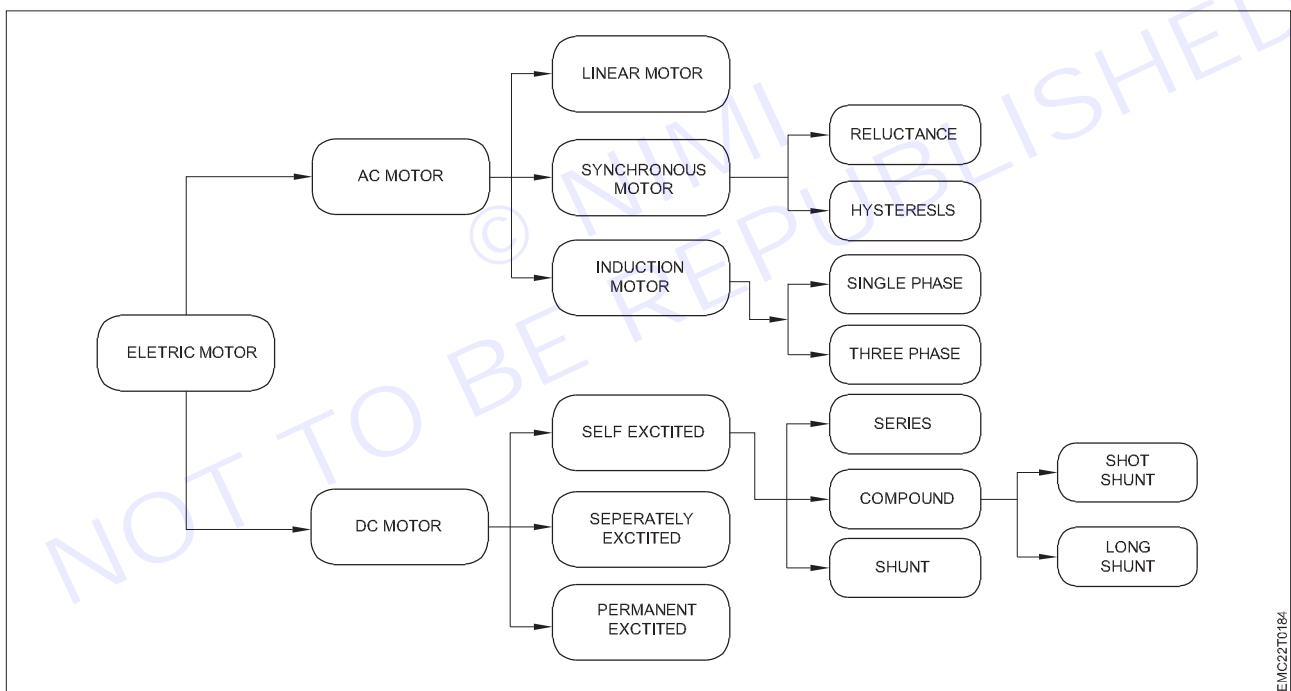 LINEAR MOTOR
RELUCTANCE
AC MOTOR
SYNCHRONOUS
MOTOR
HYSTERESLS
INDUCTION
MOTOR
SINGLE PHASE
ELETRIC MOTOR
THREE PHASE
SELF EXCTITED
SERIES
SHOT
SHUNT
COMPOUND
DC MOTOR
SEPERATELY
EXCTITED
LONG
SHUNT
SHUNT
PERMANENT
EXCTITED
EMC22T0184
© NIMI
NOT TO BE REPUBLISHED